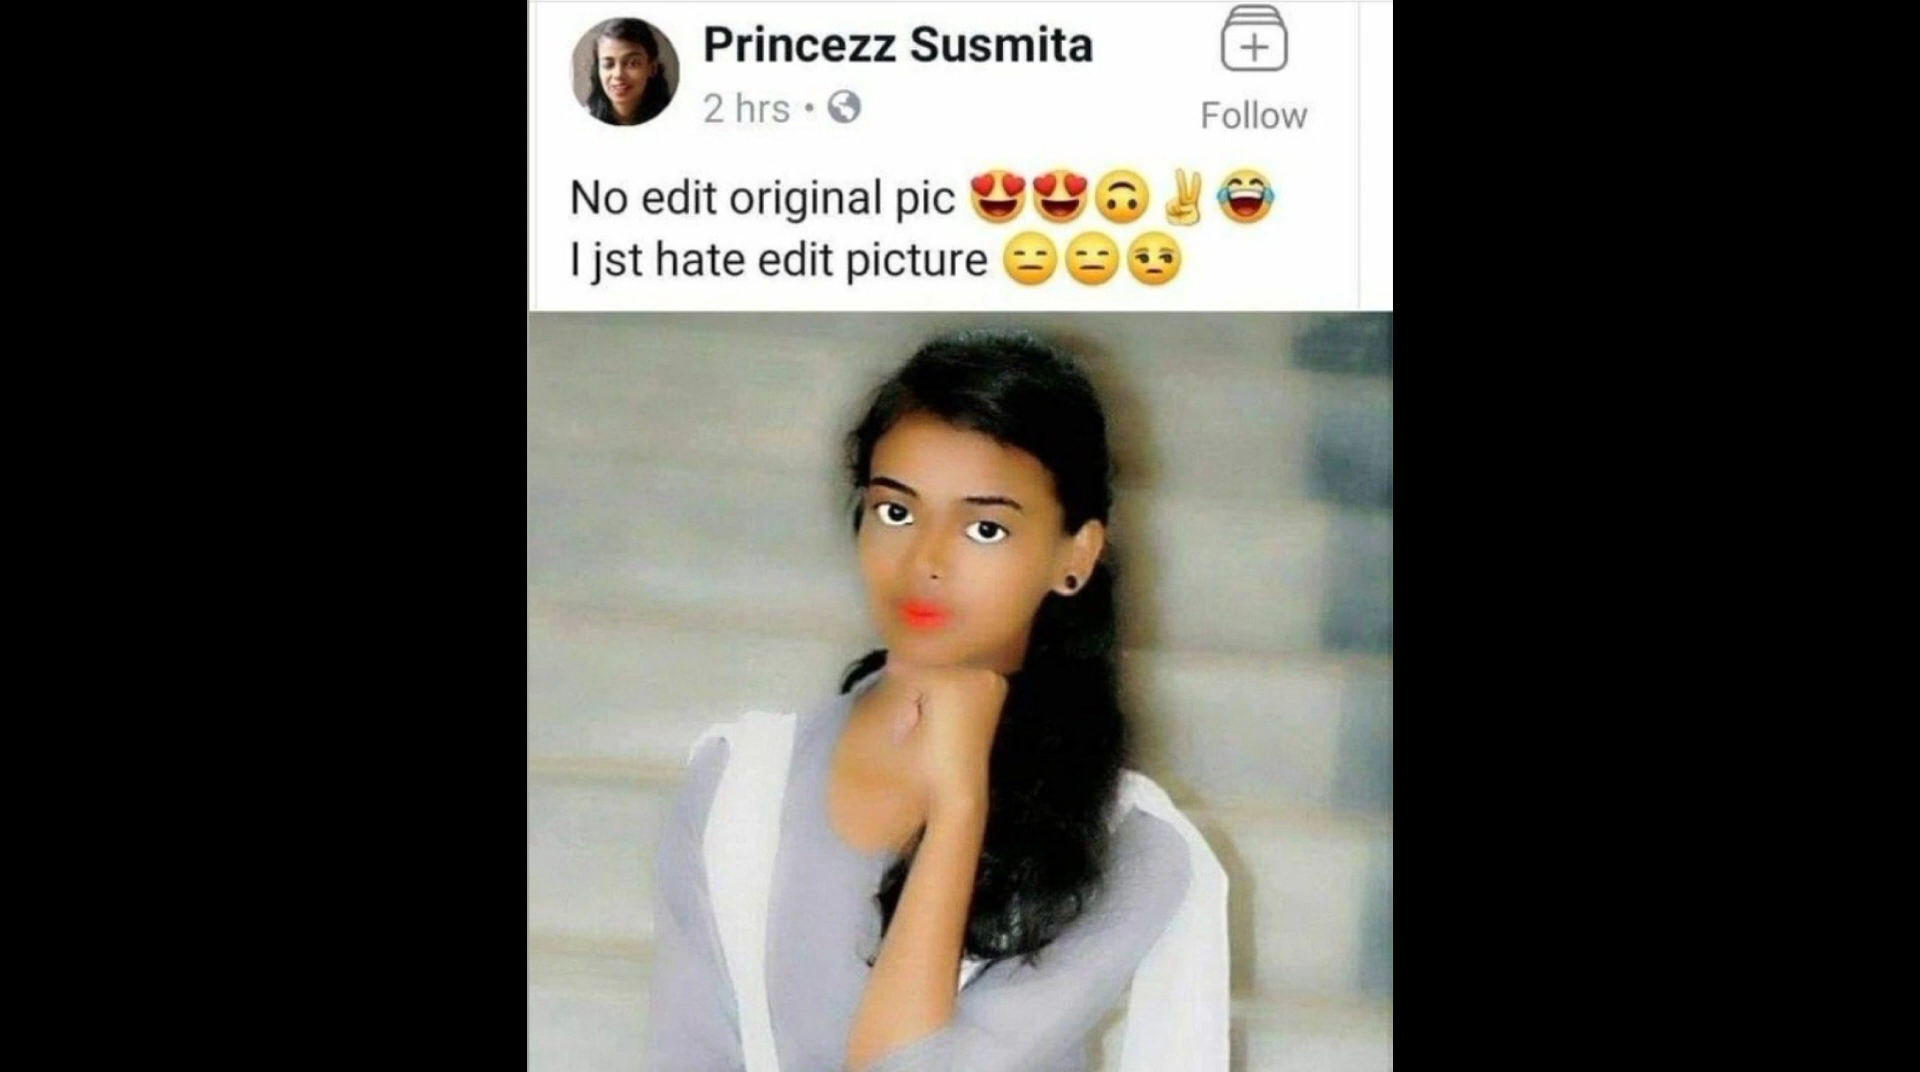 Princezz Susmita
2 hrs •
Follow
No edit original pic 😍😍🙃✌️😂
I jst hate edit picture 😑😑😒